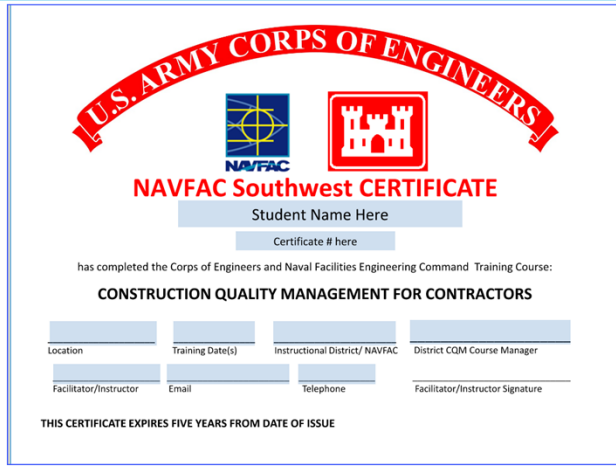 U.S. ARMY CORPS OF ENGINEERS
NAVFAC
NAVFAC Southwest CERTIFICATE
Student Name Here
Certificate # here
has completed the Corps of Engineers and Naval Facilities Engineering Command Training Course:
CONSTRUCTION QUALITY MANAGEMENT FOR CONTRACTORS
Location Training Date(s) Instructional District/ NAVFAC District CQM Course Manager
Facilitator/Instructor Email Telephone Facilitator/Instructor Signature
THIS CERTIFICATE EXPIRES FIVE YEARS FROM DATE OF ISSUE